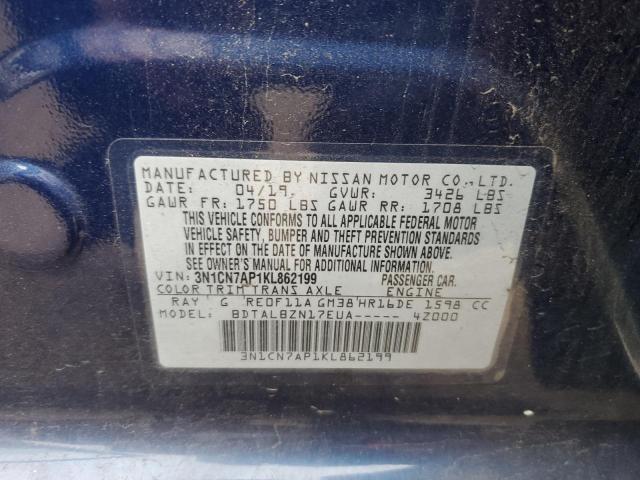 MANUFACTURED BY NISSAN MOTOR CO., LTD.
DATE: 04/19 GVWR: 3426 LBS
GAWR FR: 1750 LBS GAWR RR: 1708 LBS
THIS VEHICLE CONFORMS TO ALL APPLICABLE FEDERAL MOTOR
VEHICLE SAFETY, BUMPER AND THEFT PREVENTION STANDARDS
IN EFFECT ON THE DATE OF MANUFACTURE SHOWN ABOVE.
SEE OWNER'S MANUAL FOR ADDITIONAL INFORMATION.
VIN: 3N1CN7AP1KL862199 PASSENGER CAR.
COLOR TRIM TRANS AXLE ENGINE
RAY G RE0F11A GM38 HR16DE 1598 CC
MODEL: BDTALBZN17EUA----- 4Z000
3N1CN7AP1KL862199